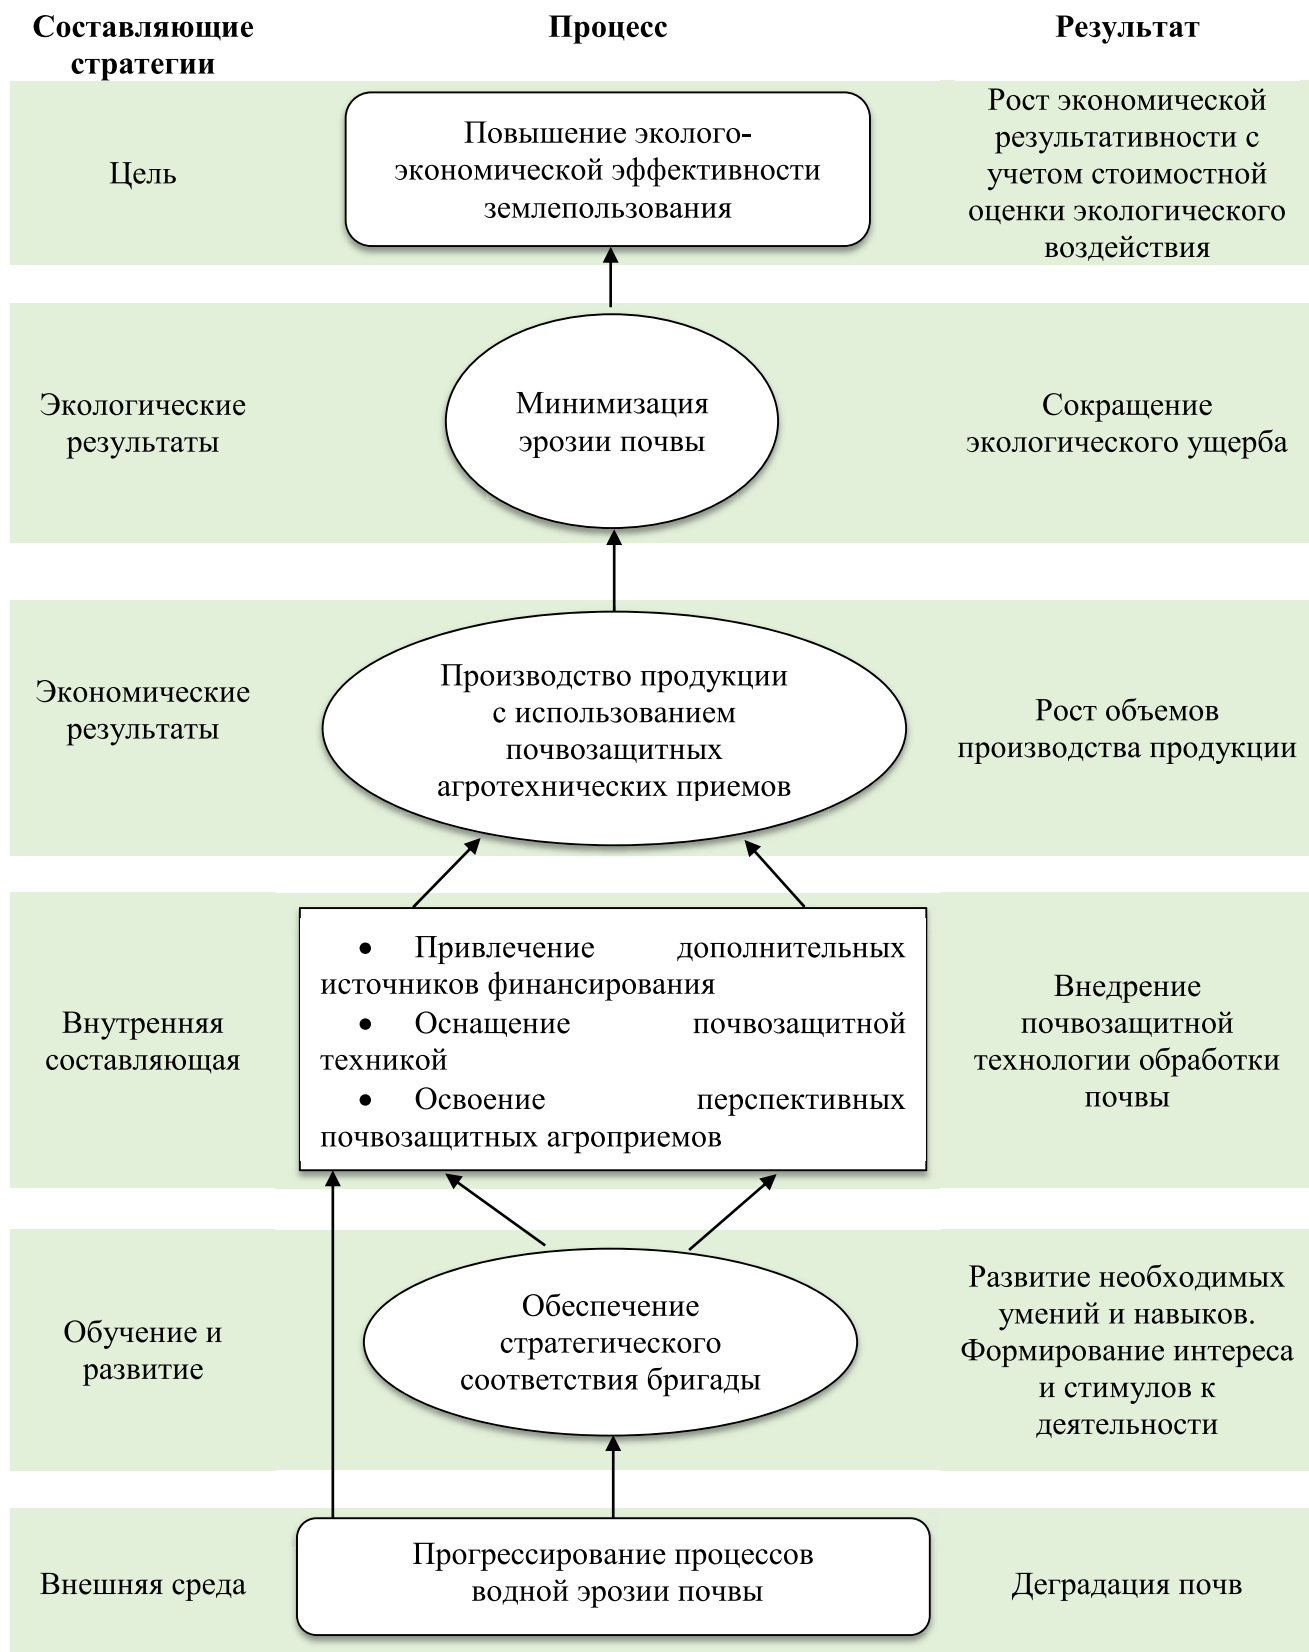 Составляющие
стратегии
Процесс
Результат
Цель
Повышение эколого-
экономической эффективности
землепользования
Рост экономической
результативности с
учетом стоимостной
оценки экологического
воздействия
Экологические
результаты
Минимизация
эрозии почвы
Сокращение
экологического ущерба
Экономические
результаты
Производство продукции
с использованием
почвозащитных
агротехнических приемов
Рост объемов
производства продукции
Внутренняя
составляющая
• Привлечение дополнительных
источников финансирования
• Оснащение почвозащитной
техникой
• Освоение перспективных
почвозащитных агроприемов
Внедрение
почвозащитной
технологии обработки
почвы
Обучение и
развитие
Обеспечение
стратегического
соответствия бригады
Развитие необходимых
умений и навыков.
Формирование интереса
и стимулов к
деятельности
Внешняя среда
Прогрессирование процессов
водной эрозии почвы
Деградация почв